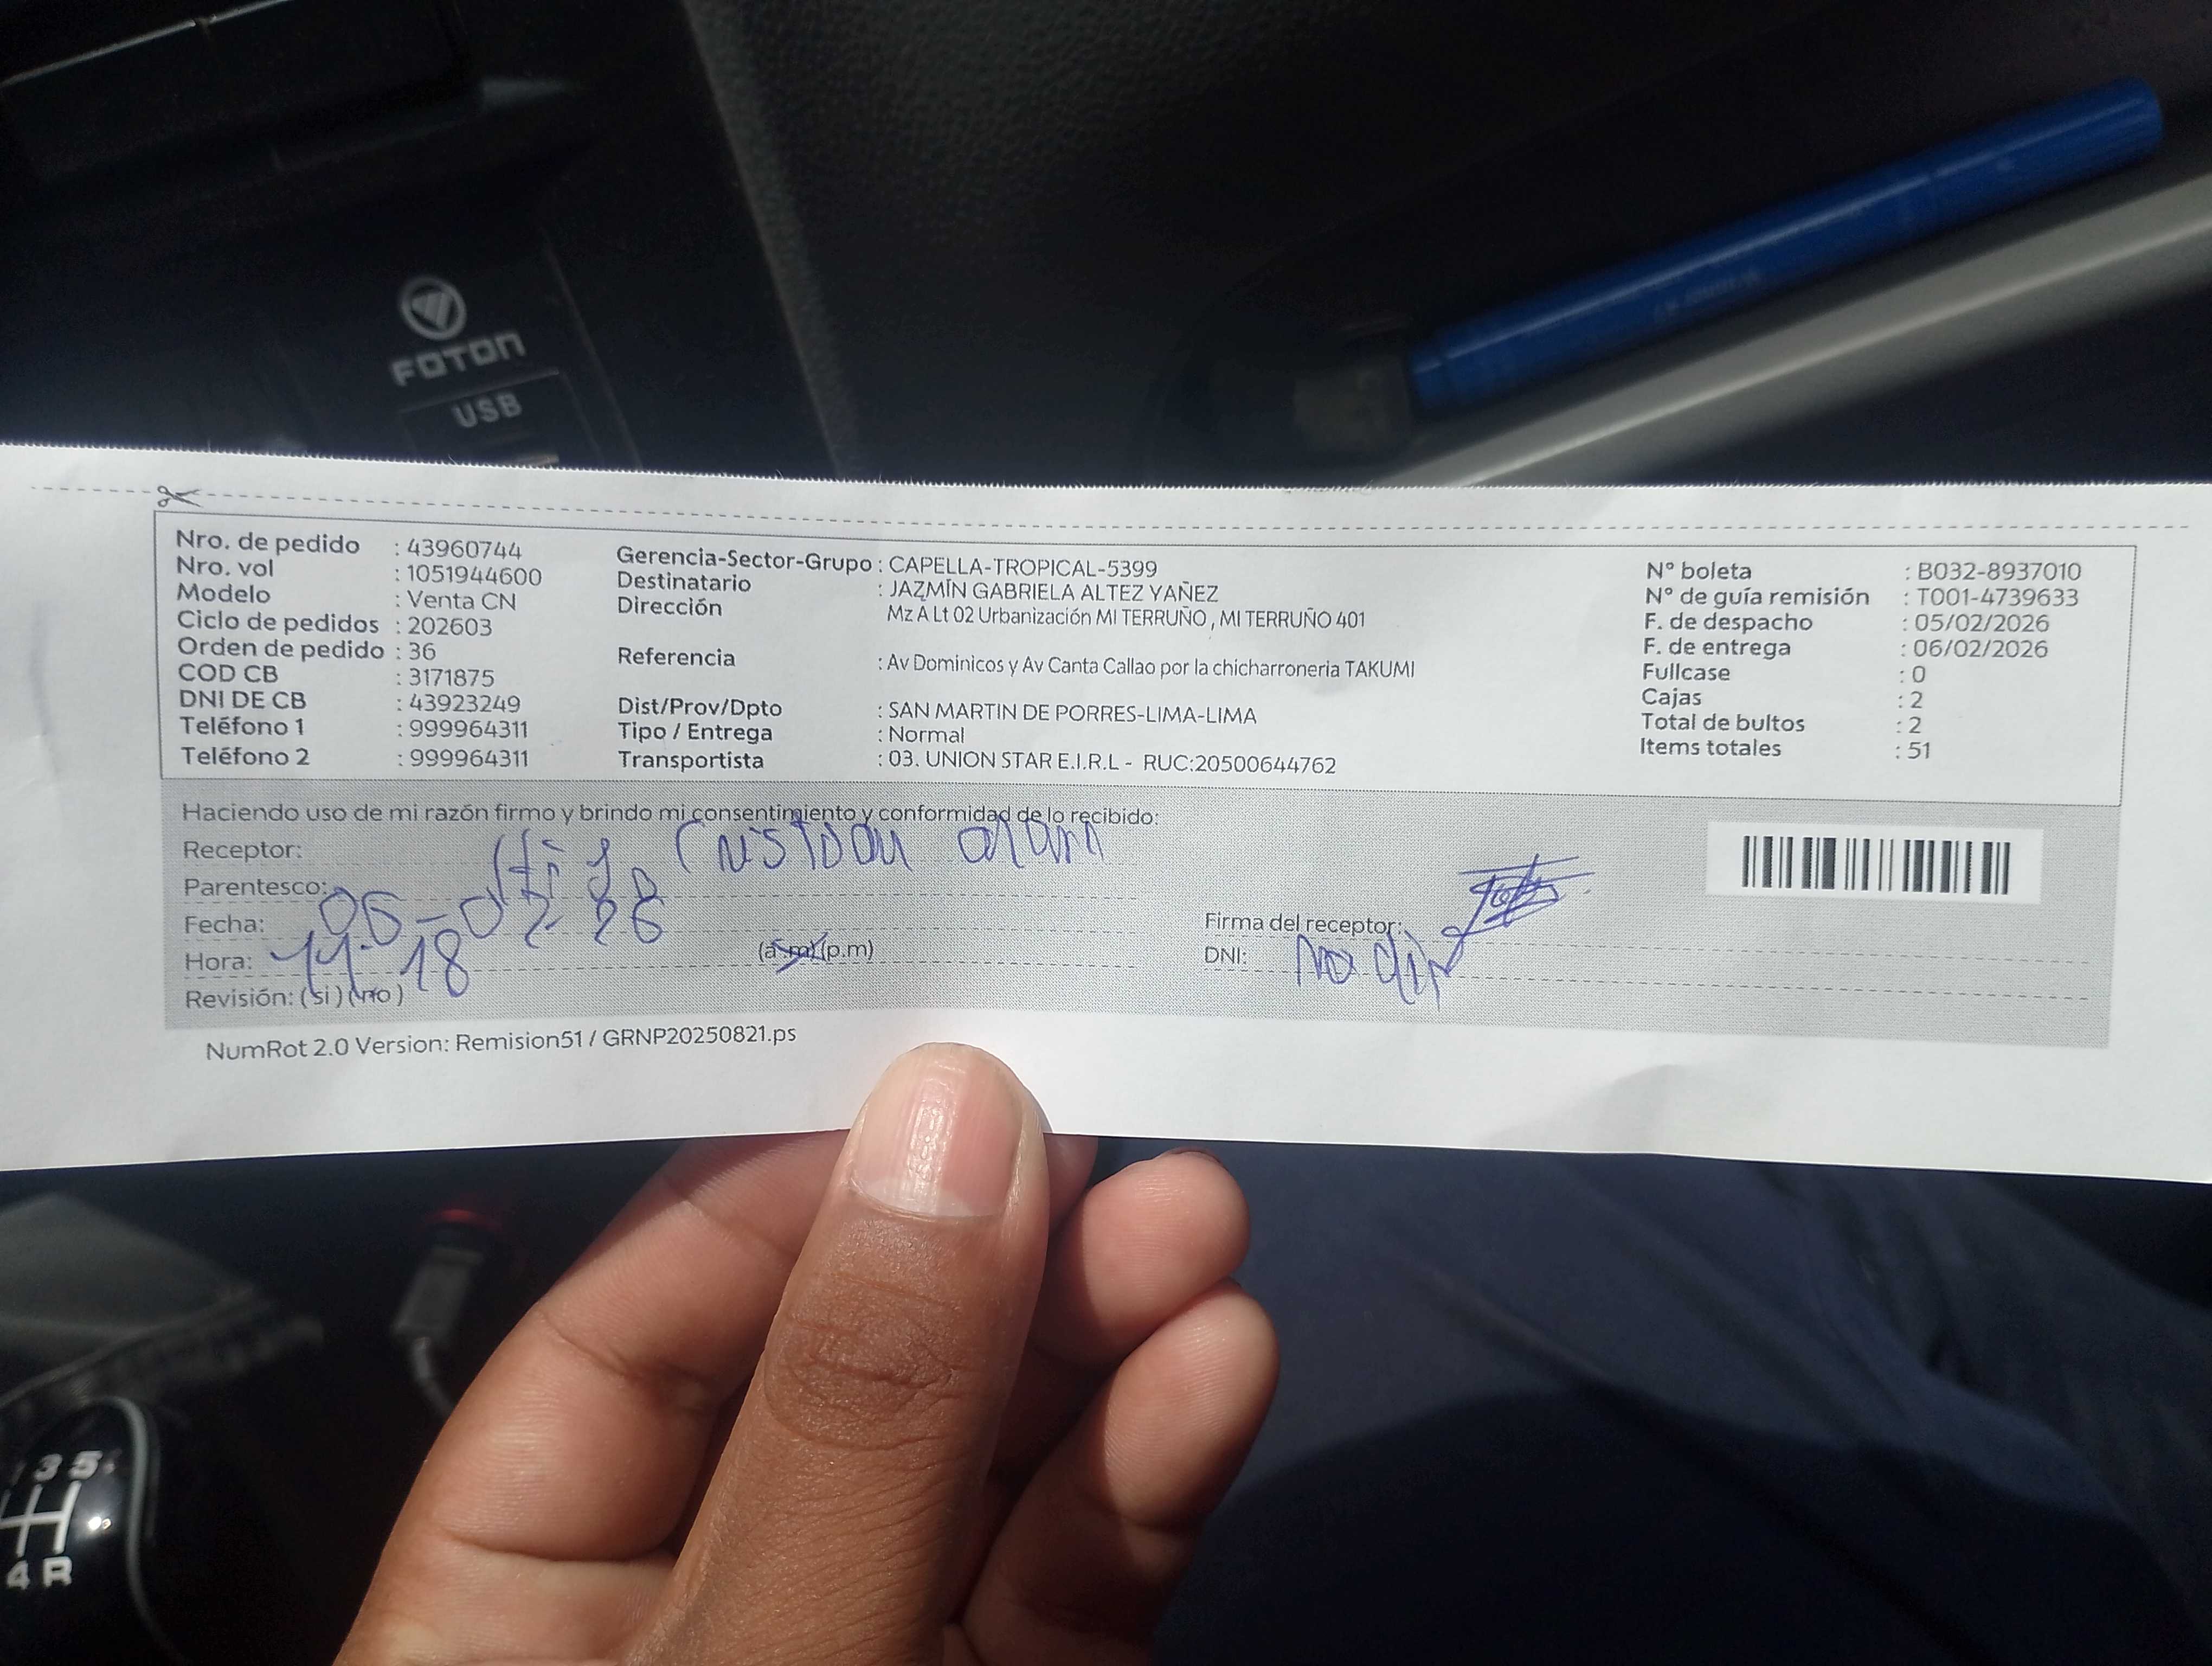 FOTON
USB
Nro. de pedido : 43960744
Nro. vol : 1051944600
Modelo : Venta CN
Ciclo de pedidos : 202603
Orden de pedido : 36
COD CB : 3171875
DNI DE CB : 43923249
Teléfono 1 : 999964311
Teléfono 2 : 999964311
Gerencia-Sector-Grupo : CAPELLA-TROPICAL-5399
Destinatario : JAZMÍN GABRIELA ALTEZ YAÑEZ
Dirección Mz A Lt 02 Urbanización MI TERRUÑO , MI TERRUÑO 401
Referencia : Av Dominicos y Av Canta Callao por la chicharroneria TAKUMI
Dist/Prov/Dpto : SAN MARTIN DE PORRES-LIMA-LIMA
Tipo / Entrega : Normal
Transportista : 03. UNION STAR E.I.R.L - RUC:20500644762
N° boleta : B032-8937010
N° de guía remisión : T001-4739633
F. de despacho : 05/02/2026
F. de entrega : 06/02/2026
Fullcase : 0
Cajas : 2
Total de bultos : 2
Items totales : 51
Haciendo uso de mi razón firmo y brindo mi consentimiento y conformidad de lo recibido:
Receptor:
Parentesco:
Fecha: 06-02-26
Hora: 11-18 (a.m)(p.m)
Revisión: (si) (no)
Firma del receptor:
DNI: no dio
NumRot 2.0 Version: Remision51 / GRNP20250821.ps
3 5
4 R